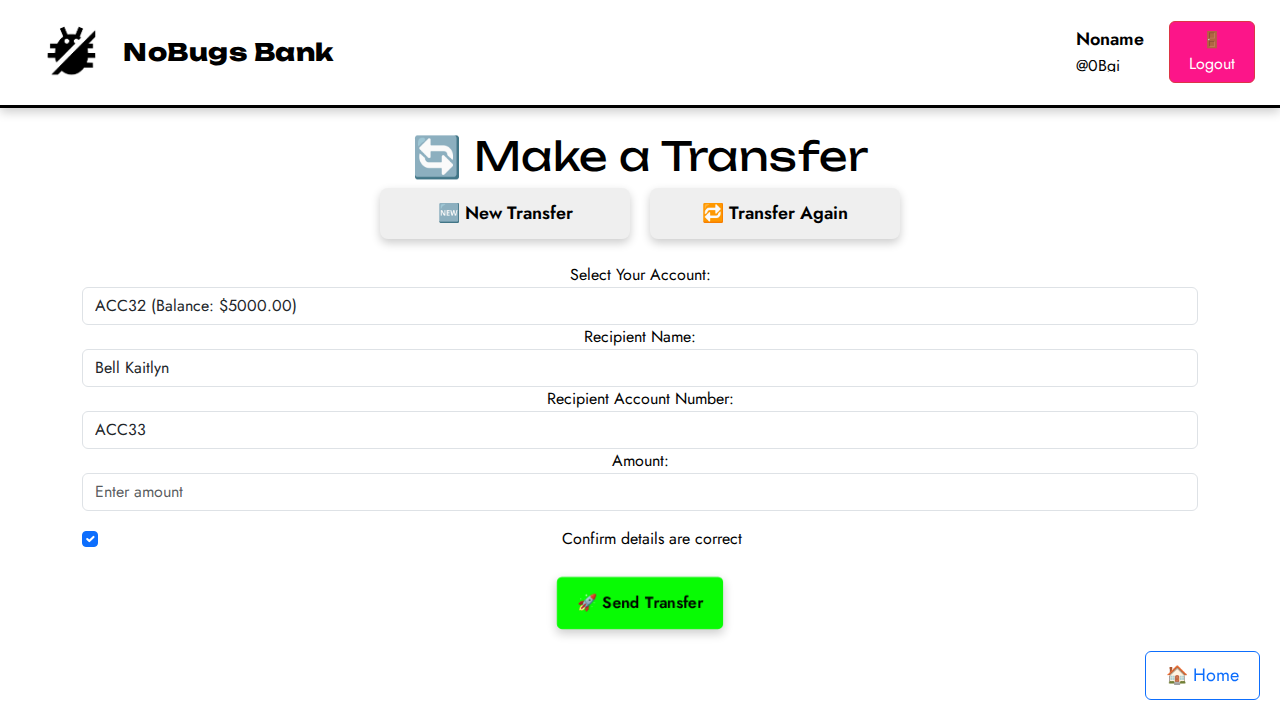 NoBugs Bank
Noname
@0Bgi
Logout
Make a Transfer
🆕 New Transfer
Transfer Again
Select Your Account:
ACC32 (Balance: $5000.00)
Recipient Name:
Bell Kaitlyn
Recipient Account Number:
ACC33
Amount:
Enter amount
Confirm details are correct
Send Transfer
Home